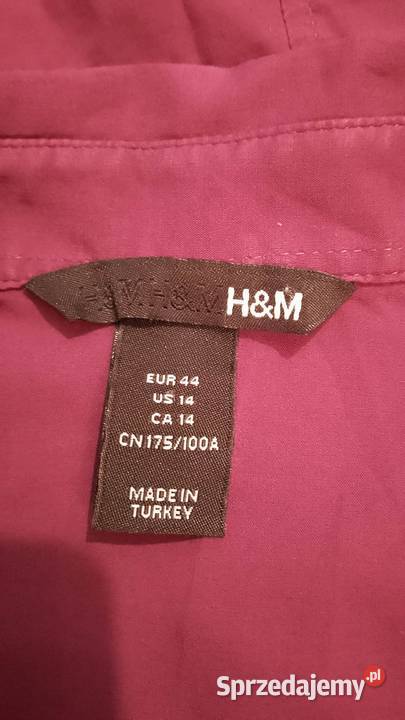 H&M H&M
EUR 44
US 14
CA 14
CN 175/100A
MADE IN
TURKEY
Sprzedajemy.pl